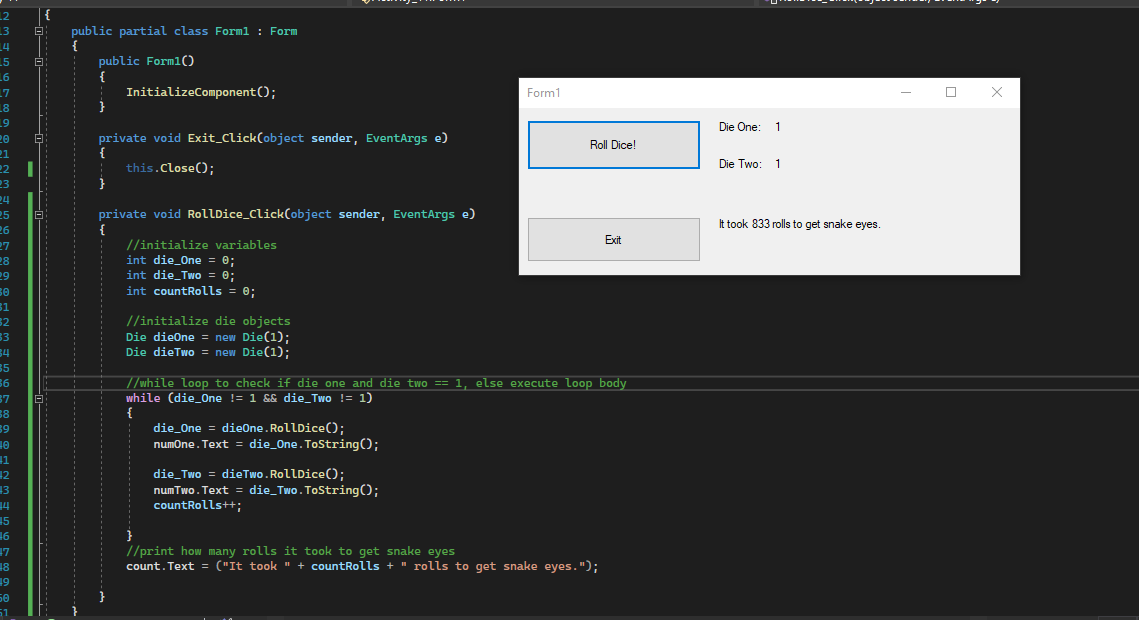 {
13 public partial class Form1 : Form
14 {
15 public Form1()
16 {
17 InitializeComponent();
18 }
19
20 private void Exit_Click(object sender, EventArgs e)
21 {
22 this.Close();
23 }
24
25 private void RollDice_Click(object sender, EventArgs e)
26 {
27 //initialize variables
28 int die_One = 0;
29 int die_Two = 0;
30 int countRolls = 0;
31
32 //initialize die objects
33 Die dieOne = new Die(1);
34 Die dieTwo = new Die(1);
35
36 //while loop to check if die one and die two == 1, else execute loop body
37 while (die_One != 1 && die_Two != 1)
38 {
39 die_One = dieOne.RollDice();
40 numOne.Text = die_One.ToString();
41
42 die_Two = dieTwo.RollDice();
43 numTwo.Text = die_Two.ToString();
44 countRolls++;
45
46 }
47 //print how many rolls it took to get snake eyes
48 count.Text = ("It took " + countRolls + " rolls to get snake eyes.");
49
50 }
51 }
Form1
Roll Dice!
Die One: 1
Die Two: 1
Exit
It took 833 rolls to get snake eyes.